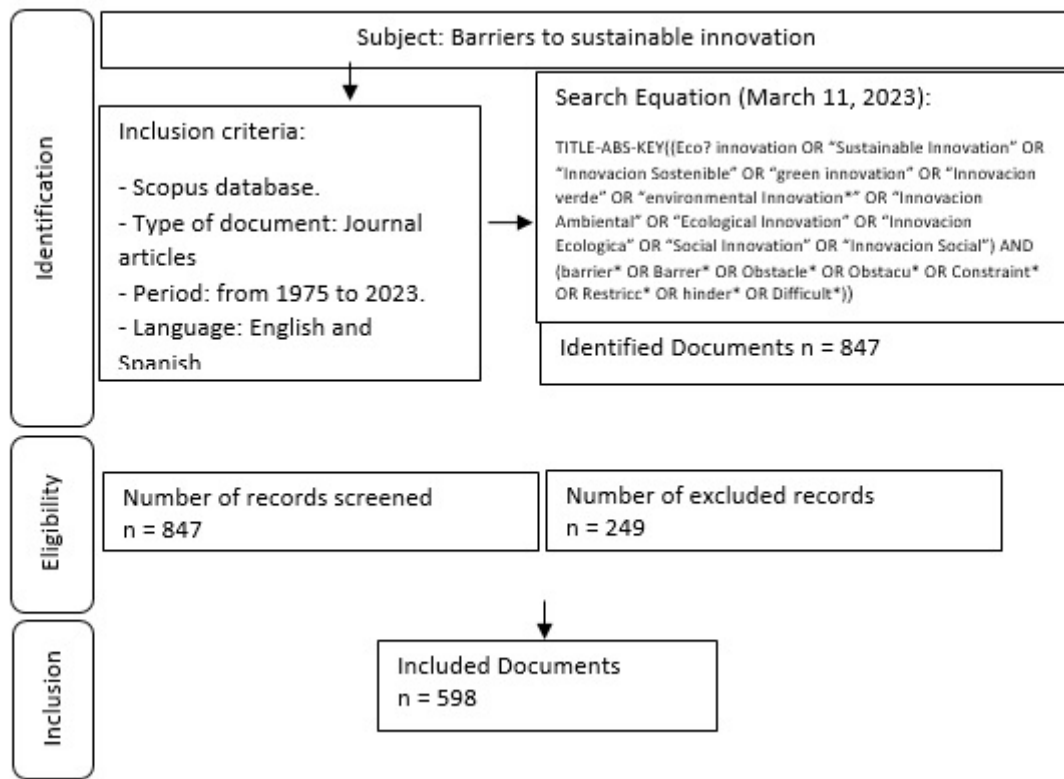 Identification
Subject: Barriers to sustainable innovation
Inclusion criteria:
- Scopus database.
- Type of document: Journal
articles
- Period: from 1975 to 2023.
- Language: English and
Spanish
Search Equation (March 11, 2023):
TITLE-ABS-KEY((Eco? innovation OR “Sustainable Innovation” OR
“Innovacion Sostenible” OR “green innovation” OR “Innovacion
verde” OR “environmental Innovation*” OR “Innovacion
Ambiental” OR “Ecological Innovation” OR “Innovacion
Ecologica” OR “Social Innovation” OR “Innovacion Social”) AND
(barrier* OR Barrer* OR Obstacle* OR Obstacu* OR Constraint*
OR Restricc* OR hinder* OR Difficult*))
Identified Documents n = 847
Eligibility
Number of records screened
n = 847
Number of excluded records
n = 249
Inclusion
Included Documents
n = 598